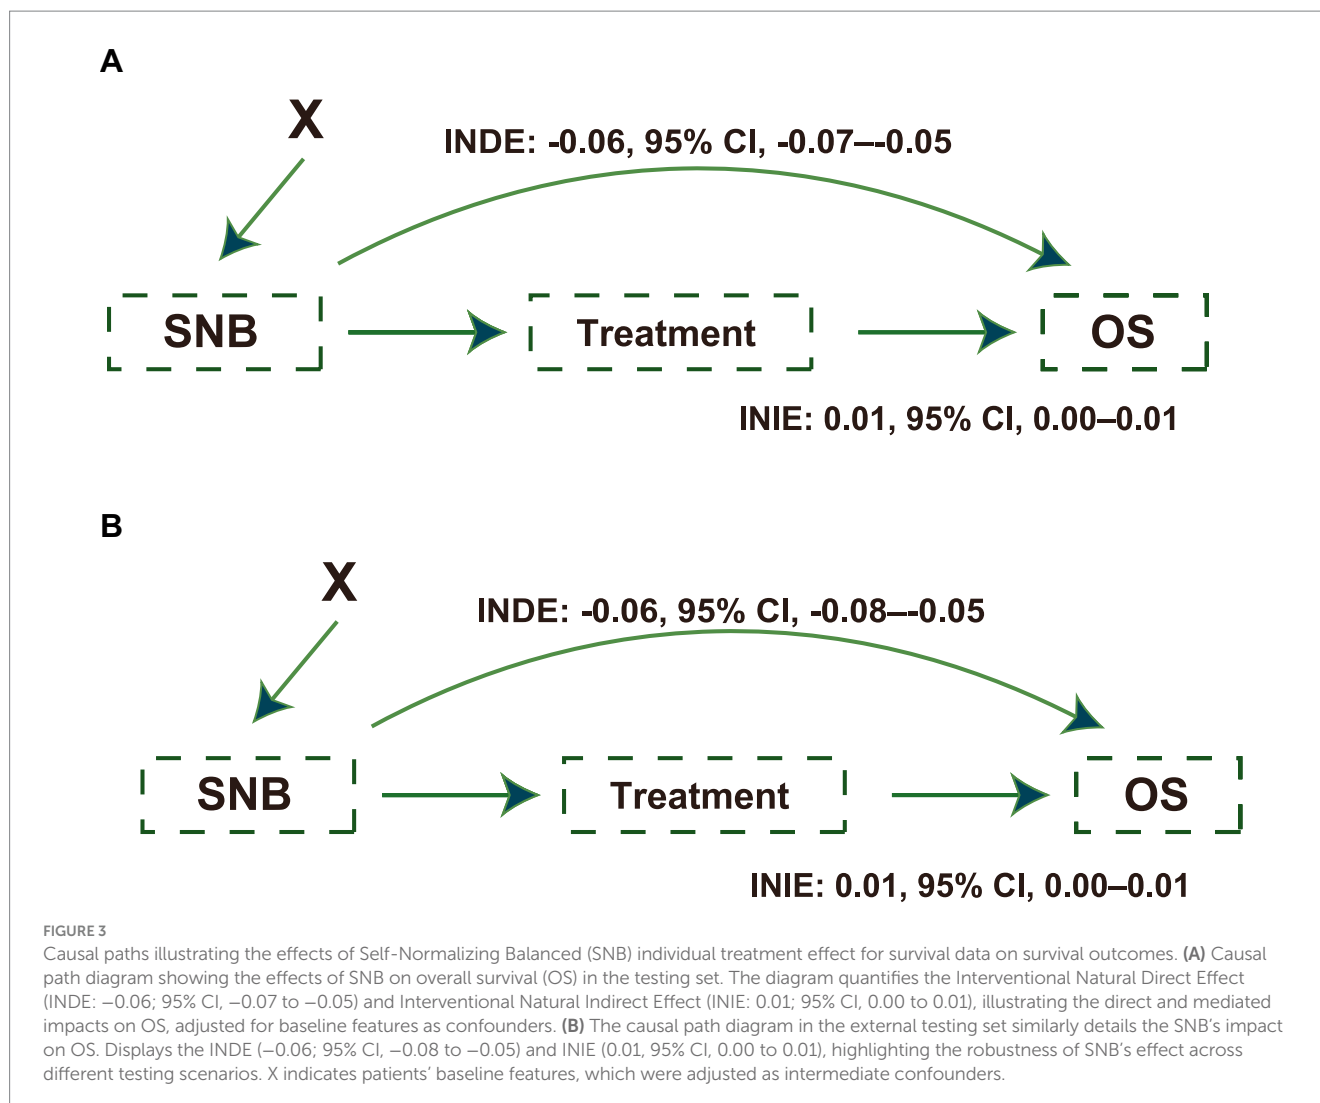 A
X
INDE: -0.06, 95% CI, -0.07–-0.05
SNB
Treatment
OS
INIE: 0.01, 95% CI, 0.00–0.01
B
X
INDE: -0.06, 95% CI, -0.08–-0.05
SNB
Treatment
OS
INIE: 0.01, 95% CI, 0.00–0.01
FIGURE 3
Causal paths illustrating the effects of Self-Normalizing Balanced (SNB) individual treatment effect for survival data on survival outcomes. (A) Causal
path diagram showing the effects of SNB on overall survival (OS) in the testing set. The diagram quantifies the Interventional Natural Direct Effect
(INDE: −0.06; 95% CI, −0.07 to −0.05) and Interventional Natural Indirect Effect (INIE: 0.01; 95% CI, 0.00 to 0.01), illustrating the direct and mediated
impacts on OS, adjusted for baseline features as confounders. (B) The causal path diagram in the external testing set similarly details the SNB’s impact
on OS. Displays the INDE (−0.06; 95% CI, −0.08 to −0.05) and INIE (0.01, 95% CI, 0.00 to 0.01), highlighting the robustness of SNB’s effect across
different testing scenarios. X indicates patients’ baseline features, which were adjusted as intermediate confounders.